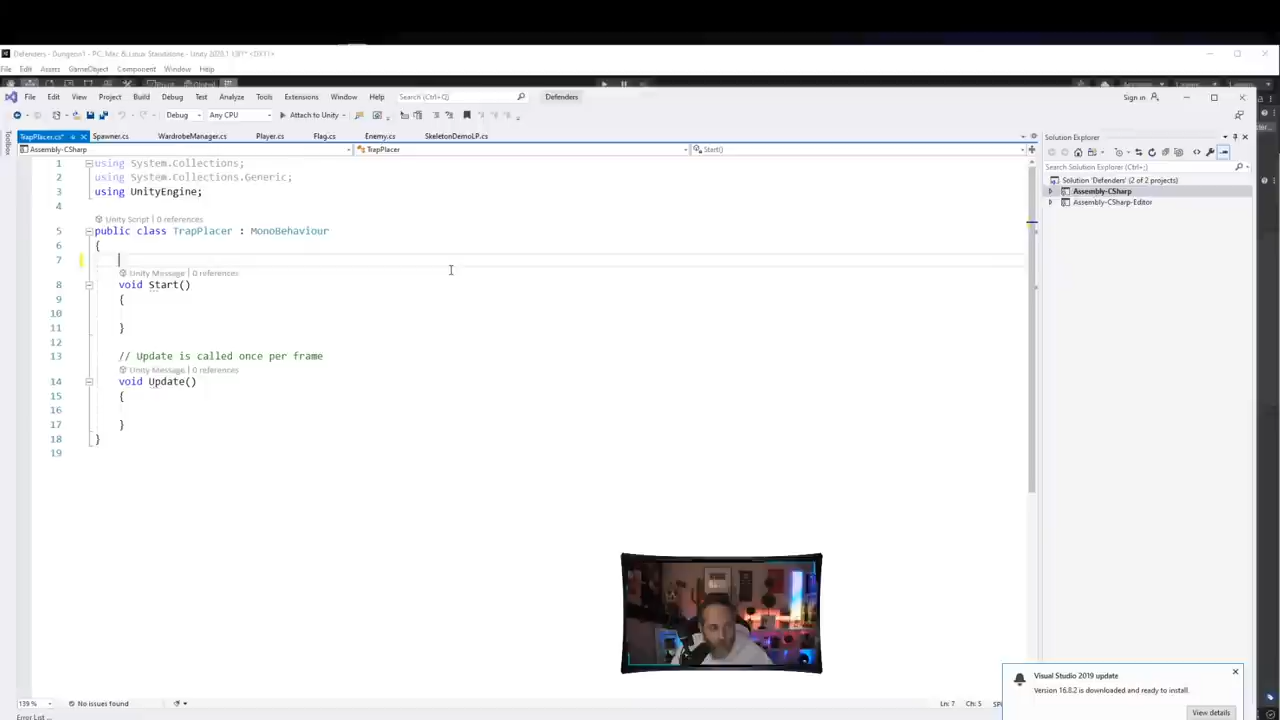 Defenders - Dungeon1 - PC, Mac & Linux Standalone - Unity 2020.1
File Edit Assets GameObject Component Window Help
File Edit View Project Build Debug Test Analyze Tools Extensions Window Help Search (Ctrl+Q) Defenders Sign in
Debug Any CPU Attach to Unity
TrapPlacer.cs* Spawner.cs WardrobeManager.cs Player.cs Flag.cs Enemy.cs SkeletonDemoLP.cs
Assembly-CSharp TrapPlacer Start()
1 using System.Collections;
2 using System.Collections.Generic;
3 using UnityEngine;
4
Unity Script | 0 references
5 public class TrapPlacer : MonoBehaviour
6 {
7
Unity Message | 0 references
8 void Start()
9 {
10
11 }
12
13 // Update is called once per frame
Unity Message | 0 references
14 void Update()
15 {
16
17 }
18 }
19
139 % No issues found Ln: 7 Ch: 5
Error List ...
Toolbox
Solution Explorer
Search Solution Explorer (Ctrl+;)
Solution 'Defenders' (2 of 2 projects)
Assembly-CSharp
Assembly-CSharp-Editor
Visual Studio 2019 update
Version 16.8.2 is downloaded and ready to install.
View details